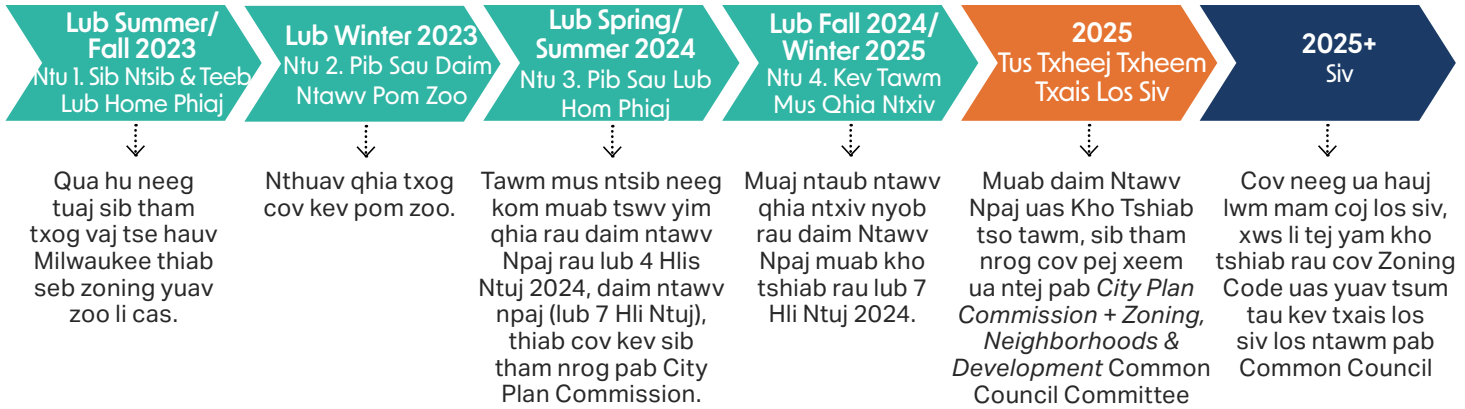 Lub Summer/
Fall 2023
Ntu 1. Sib Ntsib & Teeb
Lub Home Phiaj
Lub Winter 2023
Ntu 2. Pib Sau Daim
Ntawv Pom Zoo
Lub Spring/
Summer 2024
Ntu 3. Pib Sau Lub
Hom Phiaj
Lub Fall 2024/
Winter 2025
Ntu 4. Kev Tawm
Mus Qhia Ntxiv
2025
Tus Txheej Txheem
Txais Los Siv
2025+
Siv
Qua hu neeg
tuaj sib tham
txog vaj tse hauv
Milwaukee thiab
seb zoning yuav
zoo li cas.
Nthuav qhia txog
cov kev pom zoo.
Tawm mus ntsib neeg
kom muab tswv yim
qhia rau daim ntawv
Npaj rau lub 4 Hlis
Ntuj 2024, daim ntawv
npaj (lub 7 Hli Ntuj),
thiab cov kev sib
tham nrog pab City
Plan Commission.
Muaj ntaub ntawv
qhia ntxiv nyob
rau daim Ntawv
Npaj muab kho
tshiab rau lub 7
Hli Ntuj 2024.
Muab daim Ntawv
Npaj uas Kho Tshiab
tso tawm, sib tham
nrog cov pej xeem
ua ntej pab City Plan
Commission + Zoning,
Neighborhoods &
Development Common
Council Committee
Cov neeg ua hauj
lwm mam coj los siv,
xws li tej yam kho
tshiab rau cov Zoning
Code uas yuav tsum
tau kev txais los
siv los ntawm pab
Common Council